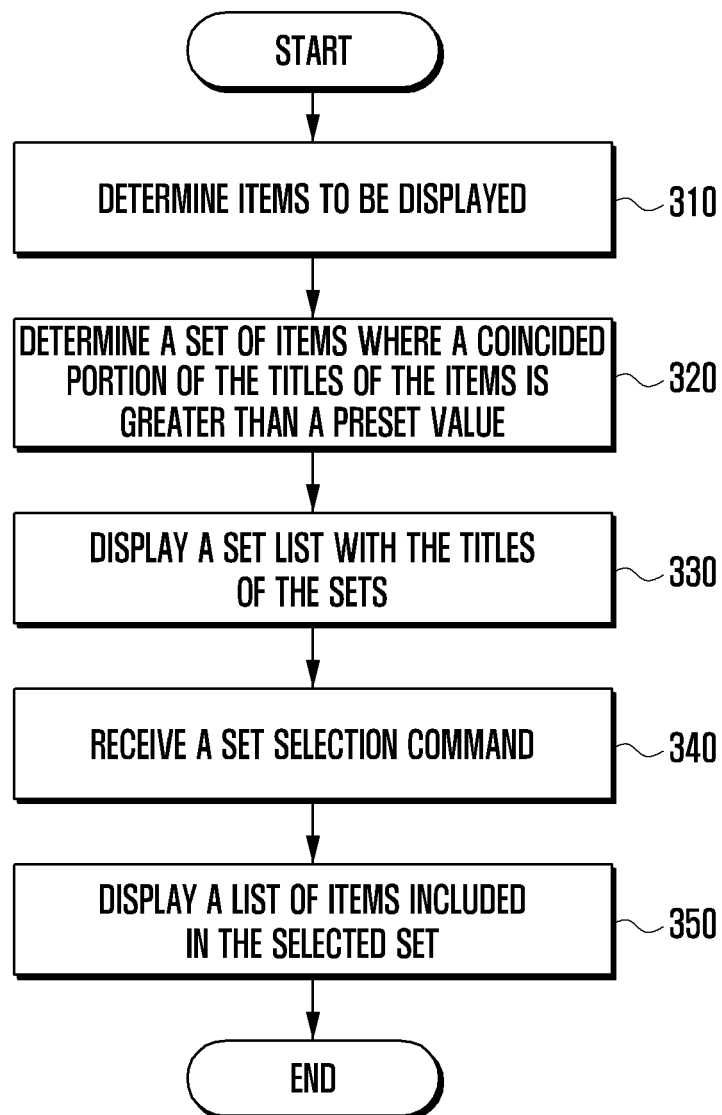 START
DETERMINE ITEMS TO BE DISPLAYED
310
DETERMINE A SET OF ITEMS WHERE A COINCIDED
PORTION OF THE TITLES OF THE ITEMS IS
GREATER THAN A PRESET VALUE
320
DISPLAY A SET LIST WITH THE TITLES
OF THE SETS
330
RECEIVE A SET SELECTION COMMAND
340
DISPLAY A LIST OF ITEMS INCLUDED
IN THE SELECTED SET
350
END